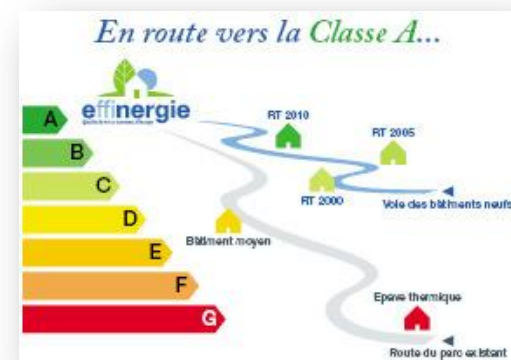 En route vers la Classe A...
effinergie
A
B
C
D
E
F
G
RT 2010
RT 2005
RT 2000
Voie des bâtiments neufs
Bâtiment moyen
Epave thermique
Route du parc existant